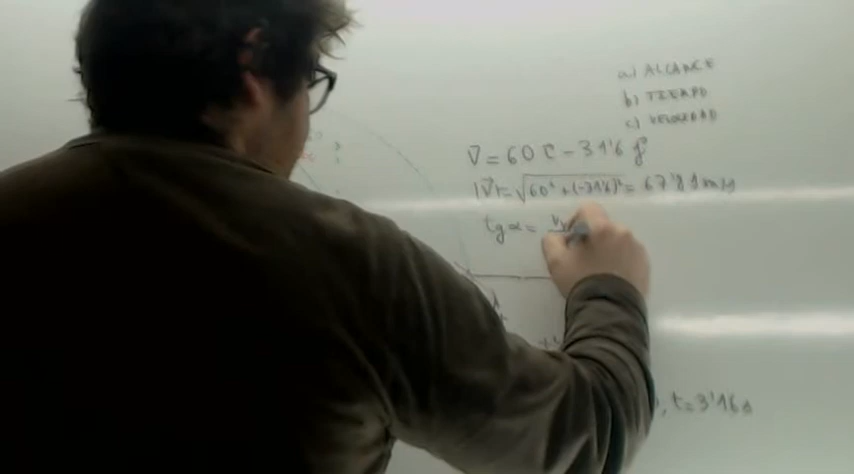 a) ALCANCE
b) TIEMPO
c) VELOCIDAD
V⃗ = 60 i⃗ - 31'6 j⃗
|V⃗| = √60² + (-31'6)² = 67'81 m/s
tg α =
, t = 3'16 s